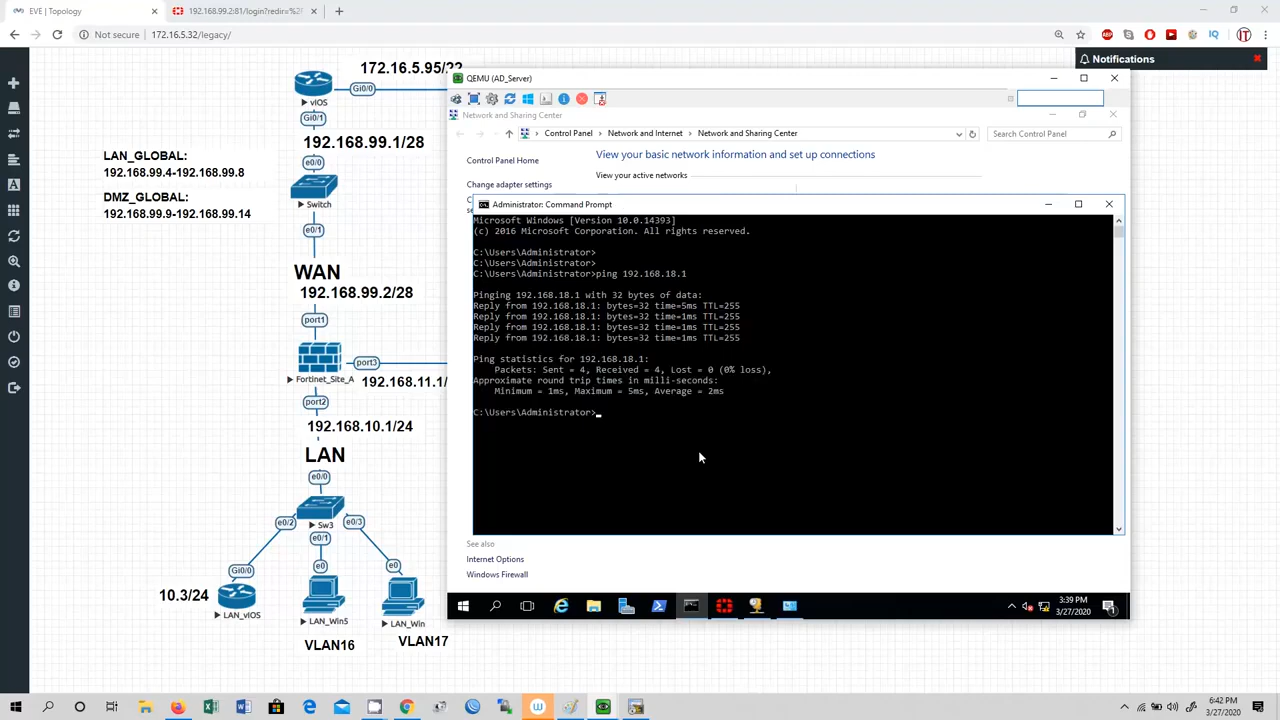 EVE | Topology
192.168.99.2:81/login?redir=%2F
Not secure
172.16.5.32/legacy/
Notifications
172.16.5.95/22
Gi0/0
vIOS
Gi0/1
192.168.99.1/28
e0/0
LAN_GLOBAL:
192.168.99.4-192.168.99.8
DMZ_GLOBAL:
192.168.99.9-192.168.99.14
Switch
e0/1
WAN
192.168.99.2/28
port1
port3
Fortinet_Site_A
192.168.11.1/
port2
192.168.10.1/24
LAN
e0/0
Sw3
e0/2
e0/3
e0/1
Gi0/0
e0
e0
10.3/24
LAN_vIOS
LAN_Win5
LAN_Win
VLAN16
VLAN17
QEMU (AD_Server)
Network and Sharing Center
Control Panel
Network and Internet
Network and Sharing Center
Search Control Panel
Control Panel Home
View your basic network information and set up connections
Change adapter settings
View your active networks
Administrator: Command Prompt
Microsoft Windows [Version 10.0.14393]
(c) 2016 Microsoft Corporation. All rights reserved.
C:\Users\Administrator>
C:\Users\Administrator>
C:\Users\Administrator>ping 192.168.18.1
Pinging 192.168.18.1 with 32 bytes of data:
Reply from 192.168.18.1: bytes=32 time=5ms TTL=255
Reply from 192.168.18.1: bytes=32 time=1ms TTL=255
Reply from 192.168.18.1: bytes=32 time=1ms TTL=255
Reply from 192.168.18.1: bytes=32 time=1ms TTL=255
Ping statistics for 192.168.18.1:
Packets: Sent = 4, Received = 4, Lost = 0 (0% loss),
Approximate round trip times in milli-seconds:
Minimum = 1ms, Maximum = 5ms, Average = 2ms
C:\Users\Administrator>
See also
Internet Options
Windows Firewall
3:39 PM
3/27/2020
6:42 PM
3/27/2020